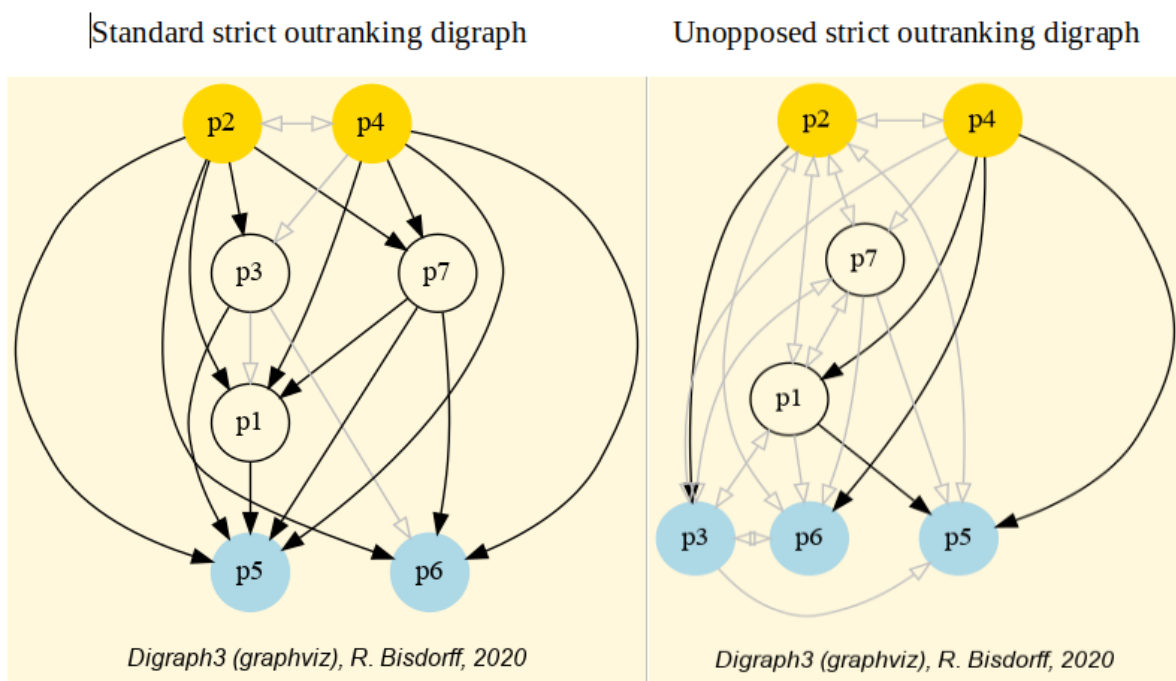 Standard strict outranking digraph
p2
p4
p3
p7
p1
p5
p6
Digraph3 (graphviz), R. Bisdorff, 2020
Unopposed strict outranking digraph
p2
p4
p7
p1
p3
p6
p5
Digraph3 (graphviz), R. Bisdorff, 2020